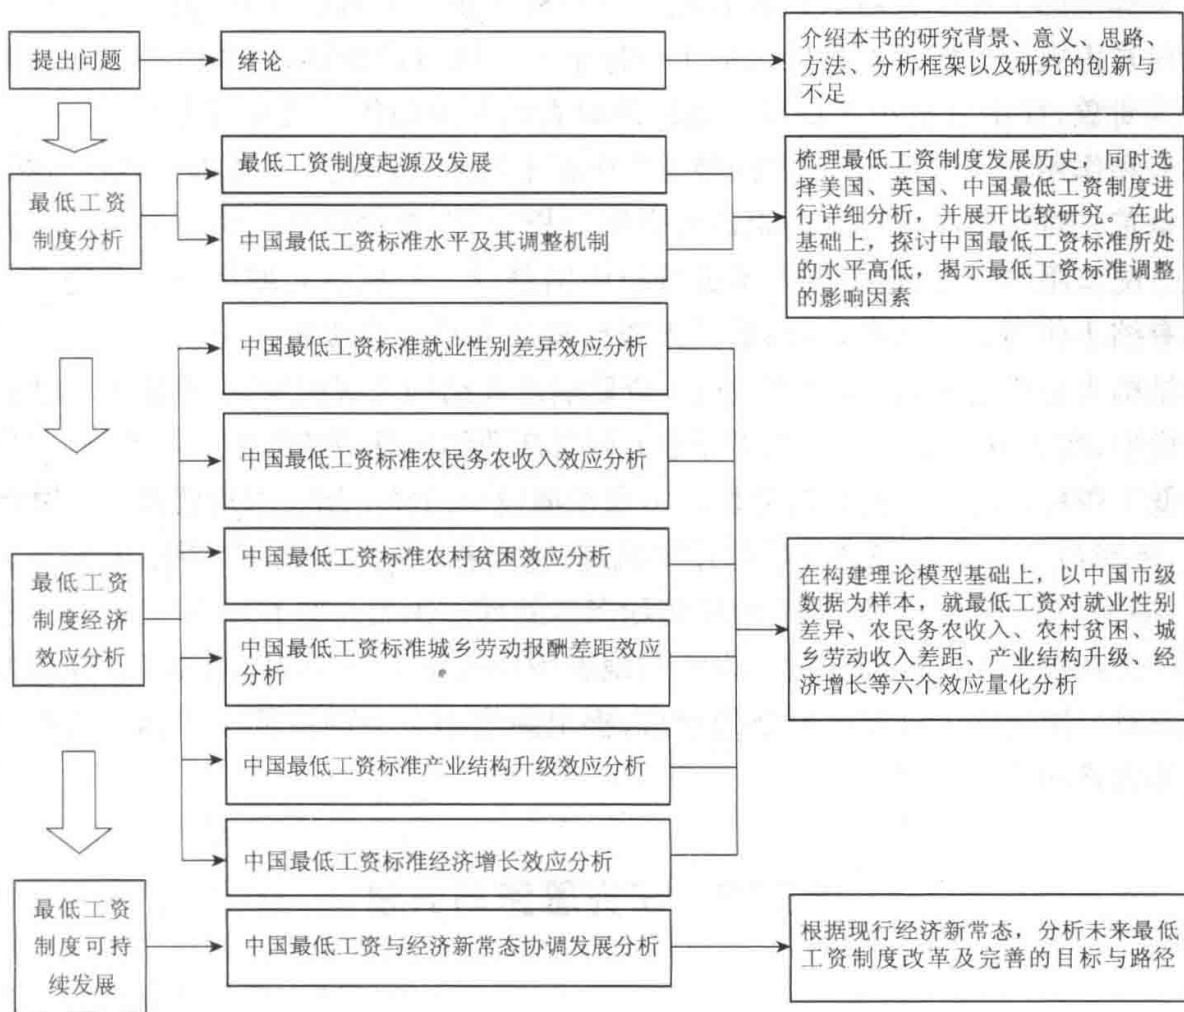 提出问题
绪论
介绍本书的研究背景、意义、思路、
方法、分析框架以及研究的创新与
不足
最低工资
制度分析
最低工资制度起源及发展
中国最低工资标准水平及其调整机制
梳理最低工资制度发展历史，同时选
择美国、英国、中国最低工资制度进
行详细分析，并展开比较研究。在此
基础上，探讨中国最低工资标准所处
的水平高低，揭示最低工资标准调整
的影响因素
最低工资
制度经济
效应分析
中国最低工资标准就业性别差异效应分析
中国最低工资标准农民务农收入效应分析
中国最低工资标准农村贫困效应分析
中国最低工资标准城乡劳动报酬差距效应
分析
中国最低工资标准产业结构升级效应分析
中国最低工资标准经济增长效应分析
在构建理论模型基础上，以中国市级
数据为样本，就最低工资对就业性别
差异、农民务农收入、农村贫困、城
乡劳动收入差距、产业结构升级、经
济增长等六个效应量化分析
最低工资
制度可持
续发展
中国最低工资与经济新常态协调发展分析
根据现行经济新常态，分析未来最低
工资制度改革及完善的目标与路径